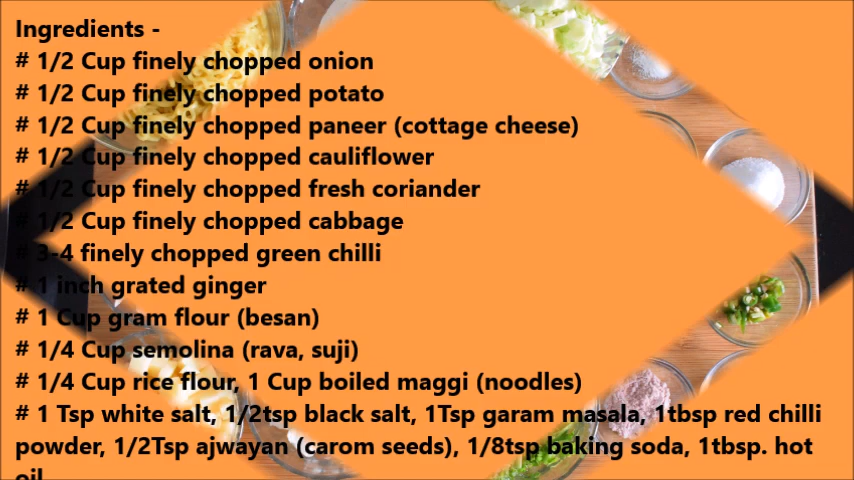 Ingredients -
# 1/2 Cup finely chopped onion
# 1/2 Cup finely chopped potato
# 1/2 Cup finely chopped paneer (cottage cheese)
# 1/2 Cup finely chopped cauliflower
# 1/2 Cup finely chopped fresh coriander
# 1/2 Cup finely chopped cabbage
# 3-4 finely chopped green chilli
# 1 inch grated ginger
# 1 Cup gram flour (besan)
# 1/4 Cup semolina (rava, suji)
# 1/4 Cup rice flour, 1 Cup boiled maggi (noodles)
# 1 Tsp white salt, 1/2tsp black salt, 1Tsp garam masala, 1tbsp red chilli
powder, 1/2Tsp ajwayan (carom seeds), 1/8tsp baking soda, 1tbsp. hot
oil